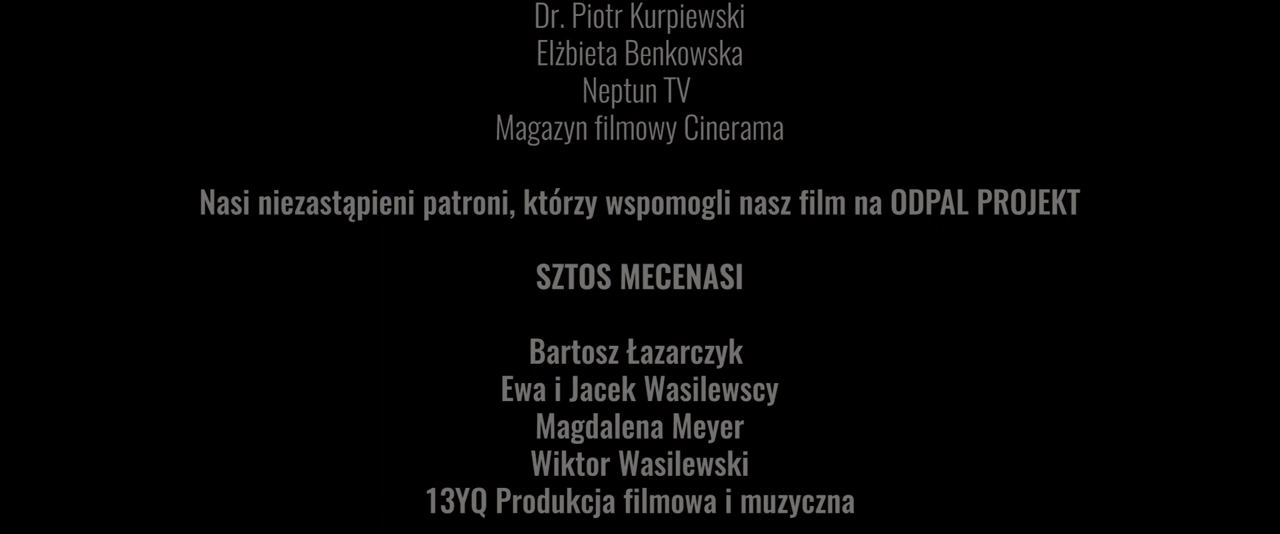 Dr. Piotr Kurpiewski
Elżbieta Benkowska
Neptun TV
Magazyn filmowy Cinerama
Nasi niezastąpieni patroni, którzy wspomogli nasz film na ODPAL PROJEKT
SZTOS MECENASI
Bartosz Łazarczyk
Ewa i Jacek Wasilewscy
Magdalena Meyer
Wiktor Wasilewski
13YQ Produkcja filmowa i muzyczna